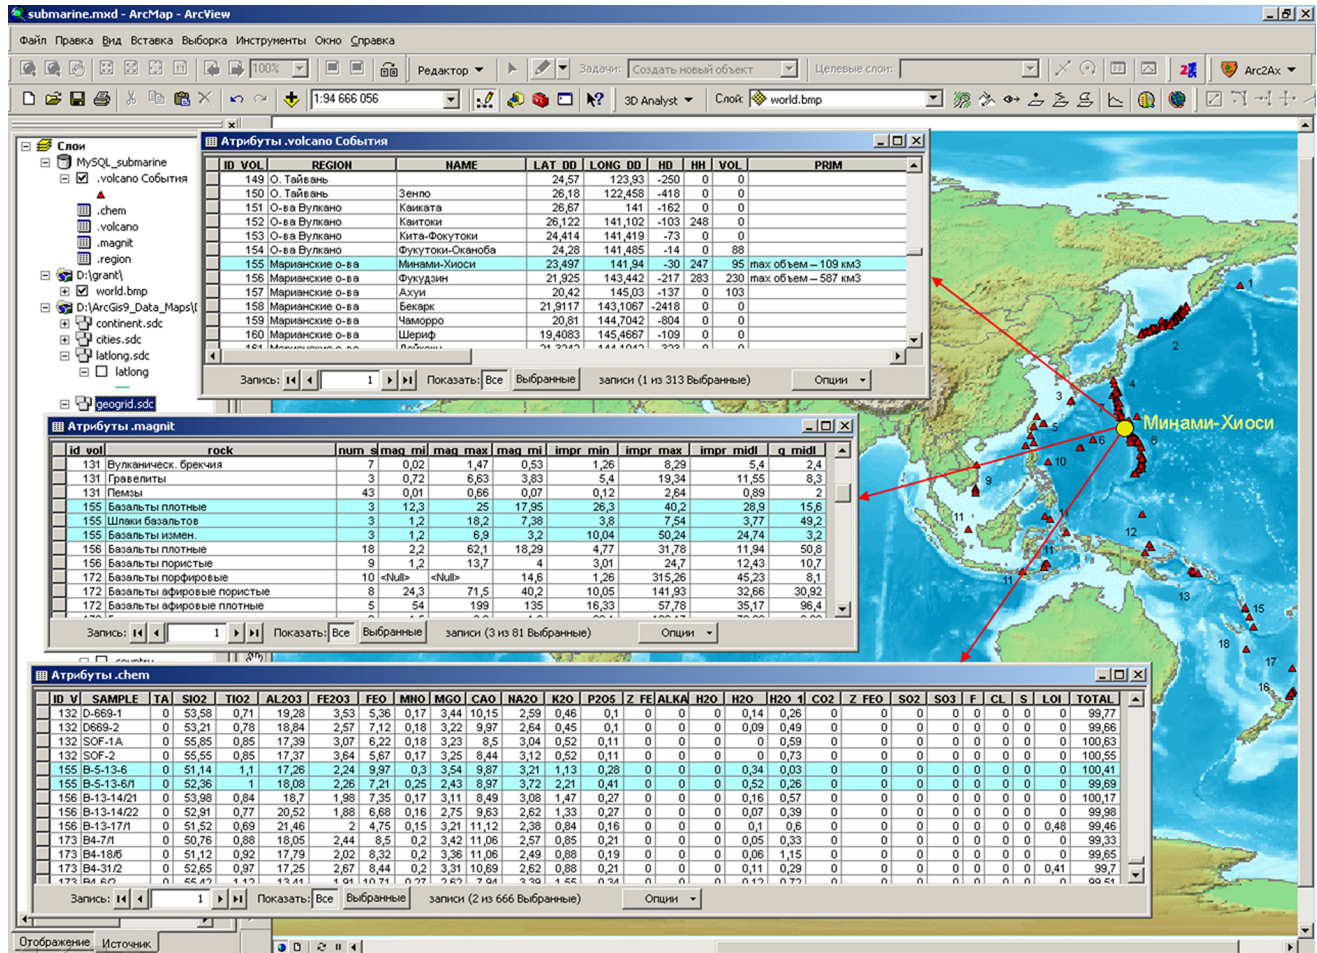 submarine.mxd - ArcMap - ArcView
Файл Правка Вид Вставка Выборка Инструменты Окно Справка
100% Редактор Задачи: Создать новый объект Целевые слои: Arc2Ax
1:94 666 056 3D Analyst Слой: world.bmp
Слои
MySQL_submarine
.volcano События
.chem
.volcano
.magnit
.region
D:\grant\
world.bmp
D:\ArcGis9_Data_Maps\
continent.sdc
cities.sdc
latlong.sdc
latlong
geogrid.sdc
country
Отображение Источник
Атрибуты .volcano События
ID VOL REGION NAME LAT DD LONG DD HD HH VOL PRIM
149 О. Тайвань 24,57 123,93 -250 0 0
150 О. Тайвань Зенпо 26,18 122,458 -418 0 0
151 О-ва Вулкано Каиката 26,67 141 -162 0 0
152 О-ва Вулкано Каитоки 26,122 141,102 -103 248 0
153 О-ва Вулкано Кита-Фокутоки 24,414 141,419 -73 0 0
154 О-ва Вулкано Фукутоки-Оканоба 24,28 141,485 -14 0 88
155 Марианские о-ва Минами-Хиоси 23,497 141,94 -30 247 95 max объем – 109 км3
156 Марианские о-ва Фукудзин 21,925 143,442 -217 283 230 max объем – 587 км3
157 Марианские о-ва Ахуи 20,42 145,03 -137 0 103
158 Марианские о-ва Бекарк 21,9117 143,1067 -2418 0 0
159 Марианские о-ва Чаморро 20,81 144,7042 -804 0 0
160 Марианские о-ва Шериф 19,4083 145,4667 -109 0 0
Запись: 1 Показать: Все Выбранные записи (1 из 313 Выбранные) Опции
Атрибуты .magnit
id vol rock num s mag mi mag max mag mi impr min impr max impr midl q midl
131 Вулканическ. брекчия 7 0,02 1,47 0,53 1,26 8,29 5,4 2,4
131 Гравелиты 3 0,72 6,63 3,83 5,4 19,34 11,55 8,3
131 Пемзы 43 0,01 0,66 0,07 0,12 2,64 0,89 2
155 Базальты плотные 3 12,3 25 17,95 26,3 40,2 28,9 15,6
155 Шлаки базальтов 3 1,2 18,2 7,38 3,8 7,54 3,77 49,2
155 Базальты измен. 3 1,2 6,9 3,2 10,04 50,24 24,74 3,2
156 Базальты плотные 18 2,2 62,1 18,29 4,77 31,78 11,94 50,8
156 Базальты пористые 9 1,2 13,7 4 3,01 24,7 12,43 10,7
172 Базальты порфировые 10 <Null> <Null> 14,6 1,26 315,26 45,23 8,1
172 Базальты афировые пористые 8 24,3 71,5 40,2 10,05 141,93 32,66 30,92
172 Базальты афировые плотные 5 54 199 135 16,33 57,78 35,17 96,4
Запись: 1 Показать: Все Выбранные записи (3 из 81 Выбранные) Опции
Атрибуты .chem
ID V SAMPLE TA SIO2 TIO2 AL2O3 FE2O3 FEO MNO MGO CAO NA2O K2O P2O5 Z_FE ALKA H2O H2O H2O_1 CO2 Z_FEO SO2 SO3 F CL S LOI TOTAL
132 D-669-1 0 53,58 0,71 19,28 3,53 5,36 0,17 3,44 10,15 2,59 0,46 0,1 0 0 0 0,14 0,26 0 0 0 0 0 0 0 0 99,77
132 D669-2 0 53,21 0,78 18,84 2,57 7,12 0,18 3,22 9,97 2,64 0,45 0,1 0 0 0 0,09 0,49 0 0 0 0 0 0 0 0 99,66
132 SOF-1A 0 55,85 0,85 17,39 3,07 6,22 0,18 3,23 8,5 3,04 0,52 0,11 0 0 0 0 0,59 0 0 0 0 0 0 0 0 100,63
132 SOF-2 0 55,55 0,85 17,37 3,64 5,67 0,17 3,25 8,44 3,12 0,52 0,11 0 0 0 0 0,73 0 0 0 0 0 0 0 0 100,55
155 B-5-13-6 0 51,14 1,1 17,26 2,24 9,97 0,3 3,54 9,87 3,21 1,13 0,28 0 0 0 0,34 0,03 0 0 0 0 0 0 0 0 100,41
155 B-5-13-6/1 0 52,36 1 18,08 2,26 7,21 0,25 2,43 8,97 3,72 2,21 0,41 0 0 0 0,52 0,26 0 0 0 0 0 0 0 0 99,69
156 B-13-14/21 0 53,98 0,84 18,7 1,98 7,35 0,17 3,11 8,49 3,08 1,47 0,27 0 0 0 0,16 0,57 0 0 0 0 0 0 0 0 100,17
156 B-13-14/22 0 52,91 0,77 20,52 1,88 6,68 0,16 2,75 9,63 2,62 1,33 0,27 0 0 0 0,07 0,39 0 0 0 0 0 0 0 0 99,98
156 B-13-17/1 0 51,52 0,69 21,46 2 4,75 0,15 3,21 11,12 2,38 0,84 0,16 0 0 0 0,1 0,6 0 0 0 0 0 0 0 0,48 99,46
173 B4-7/1 0 50,76 0,88 18,05 2,44 8,5 0,2 3,42 11,06 2,57 0,85 0,21 0 0 0 0,05 0,33 0 0 0 0 0 0 0 0 99,33
173 B4-18/б 0 51,12 0,92 17,79 2,02 8,32 0,2 3,36 11,06 2,49 0,88 0,19 0 0 0 0,06 1,15 0 0 0 0 0 0 0 0 99,65
173 B4-31/2 0 52,65 0,97 17,25 2,67 8,44 0,2 3,31 10,69 2,62 0,88 0,21 0 0 0 0,11 0,29 0 0 0 0 0 0 0 0,41 99,7
Запись: 1 Показать: Все Выбранные записи (2 из 666 Выбранные) Опции
1
2
4
3
7
Минами-Хиоси
5
6
8
10
9
11
11
12
11
11
13
15
18
17
16